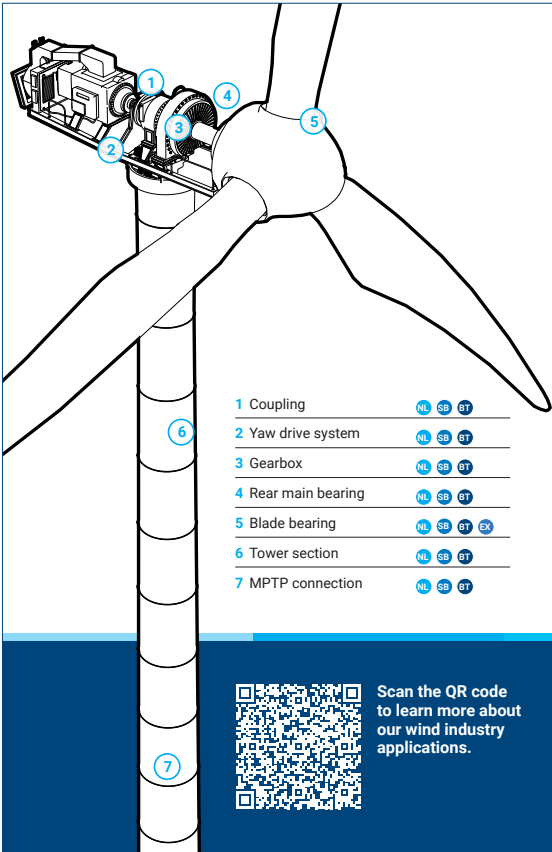 1
4
5
3
2
6
1 Coupling NL SB BT
2 Yaw drive system NL SB BT
3 Gearbox NL SB BT
4 Rear main bearing NL SB BT
5 Blade bearing NL SB BT EX
6 Tower section NL SB BT
7 MPTP connection NL SB BT
Scan the QR code
to learn more about
our wind industry
applications.
7